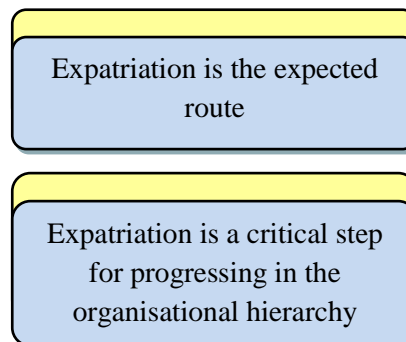 Expatriation is the expected
route
Expatriation is a critical step
for progressing in the
organisational hierarchy